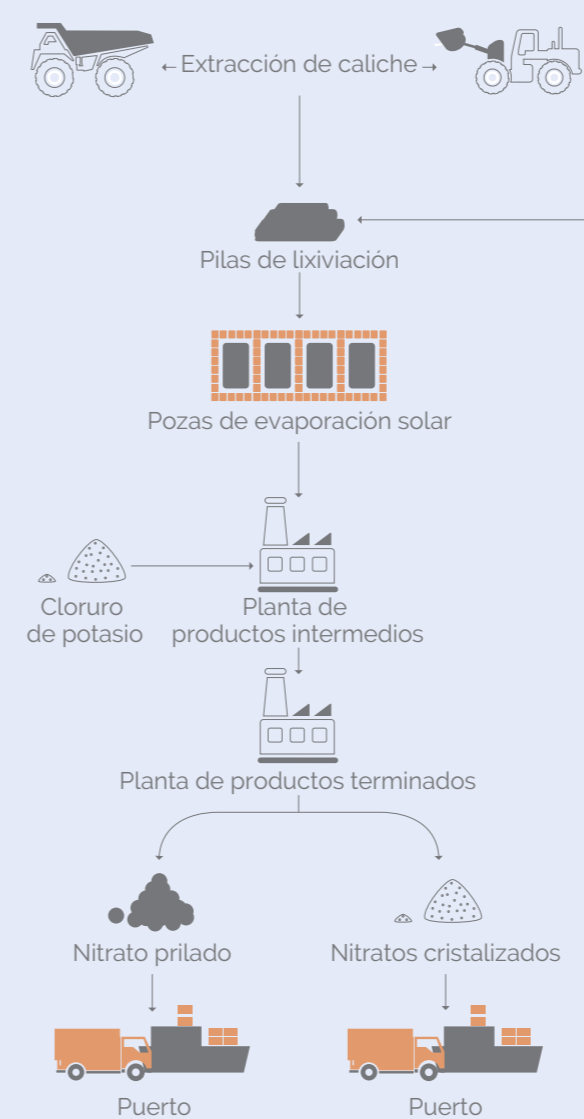 Extracción de caliche
Pilas de lixiviación
Pozas de evaporación solar
Cloruro
de potasio
Planta de
productos intermedios
Planta de productos terminados
Nitrato prilado
Nitratos cristalizados
Puerto
Puerto